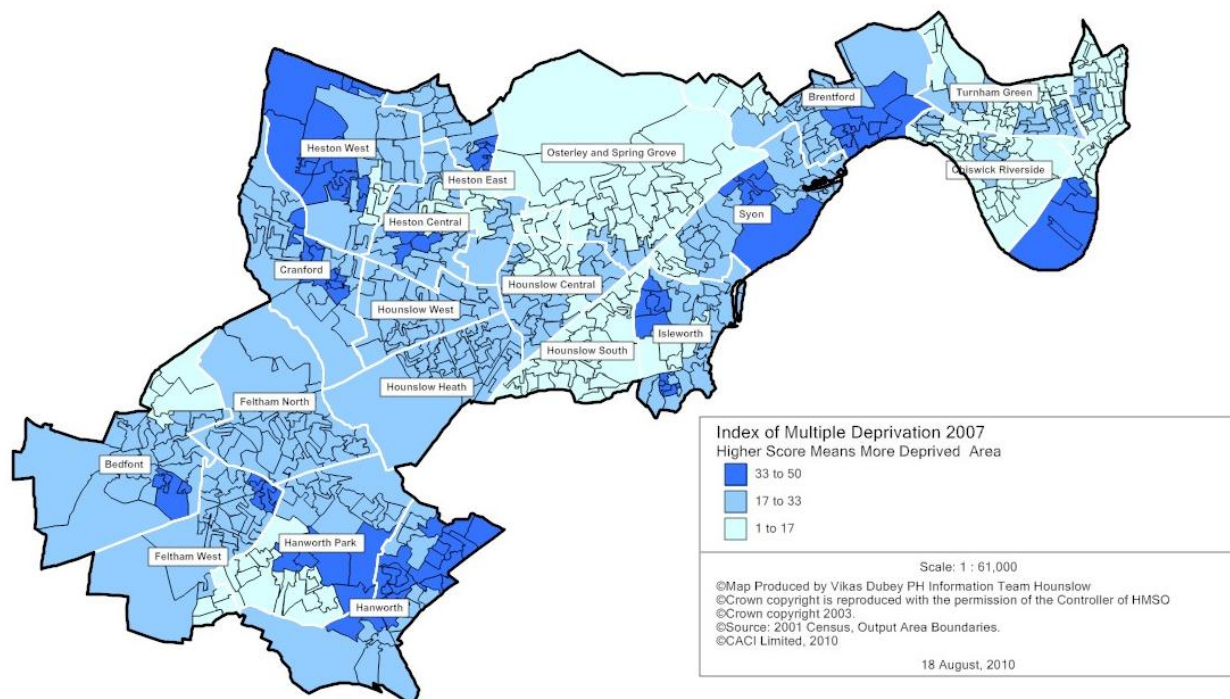 Brentford
Turnham Green
Heston West
Osterley and Spring Grove
Heston East
Chiswick Riverside
Heston Central
Syon
Cranford
Hounslow Central
Hounslow West
Isleworth
Hounslow South
Hounslow Heath
Feltham North
Bedfont
Hanworth Park
Feltham West
Hanworth
Index of Multiple Deprivation 2007
Higher Score Means More Deprived Area
33 to 50
17 to 33
1 to 17
Scale: 1 : 61,000
©Map Produced by Vikas Dubey PH Information Team Hounslow
©Crown copyright is reproduced with the permission of the Controller of HMSO
©Crown copyright 2003.
©Source: 2001 Census, Output Area Boundaries.
©CACI Limited, 2010
18 August, 2010